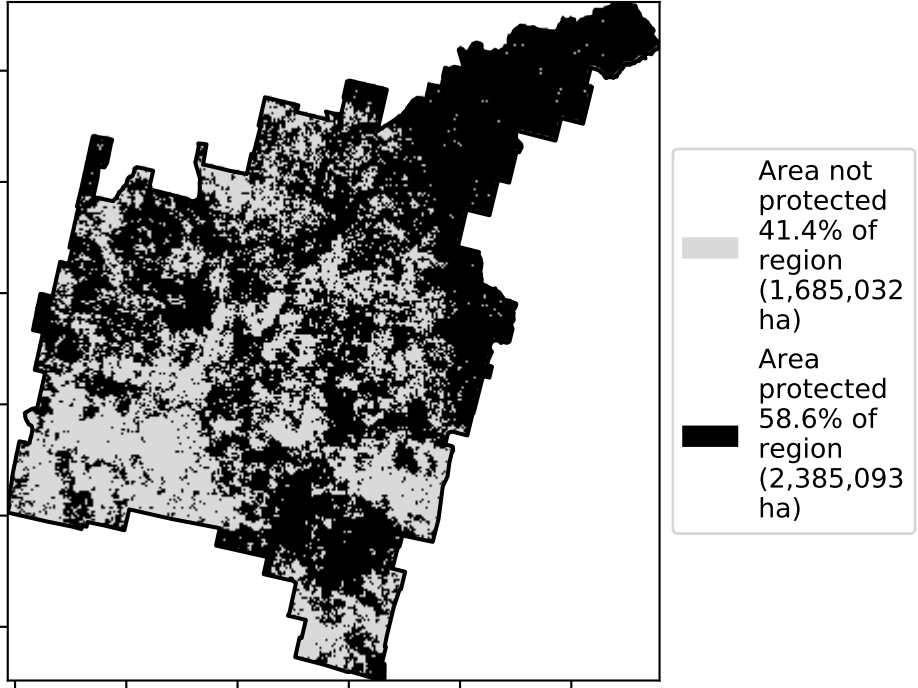 Area not
protected
41.4% of
region
(1,685,032
ha)
Area
protected
58.6% of
region
(2,385,093
ha)